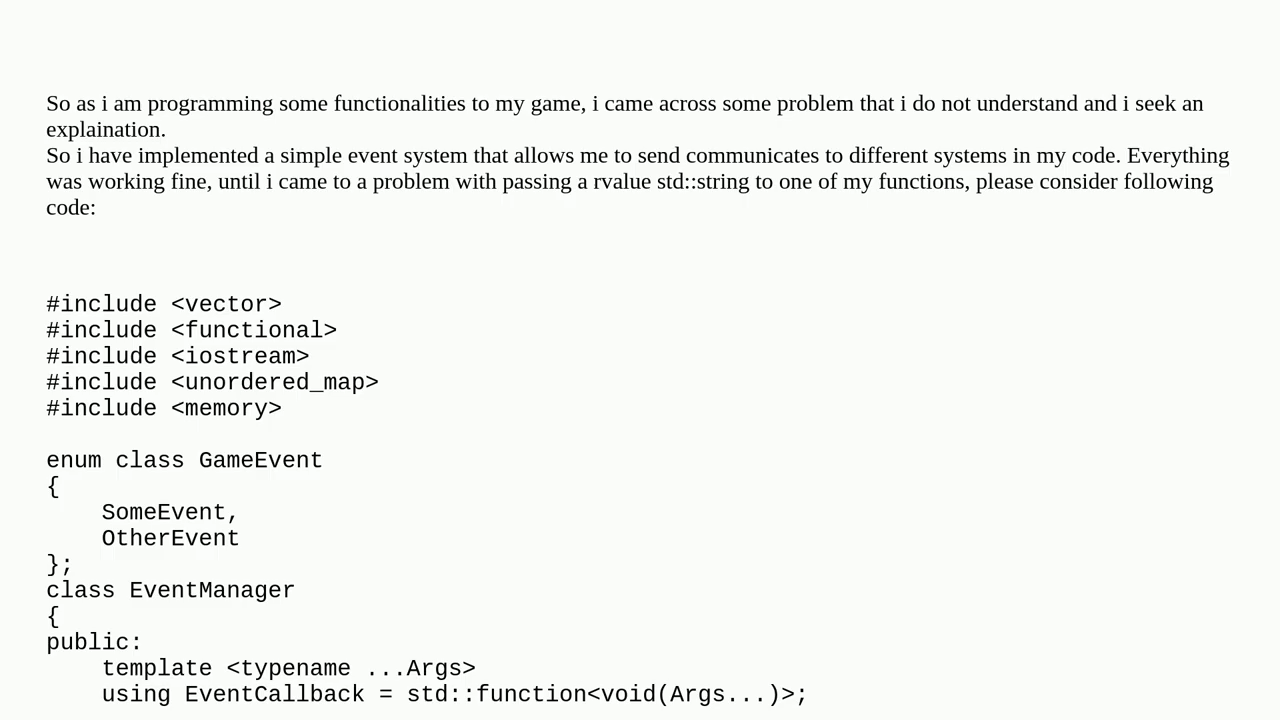 So as i am programming some functionalities to my game, i came across some problem that i do not understand and i seek an
explaination.
So i have implemented a simple event system that allows me to send communicates to different systems in my code. Everything
was working fine, until i came to a problem with passing a rvalue std::string to one of my functions, please consider following
code:
#include <vector>
#include <functional>
#include <iostream>
#include <unordered_map>
#include <memory>
enum class GameEvent
{
    SomeEvent,
    OtherEvent
};
class EventManager
{
public:
    template <typename ...Args>
    using EventCallback = std::function<void(Args...)>;